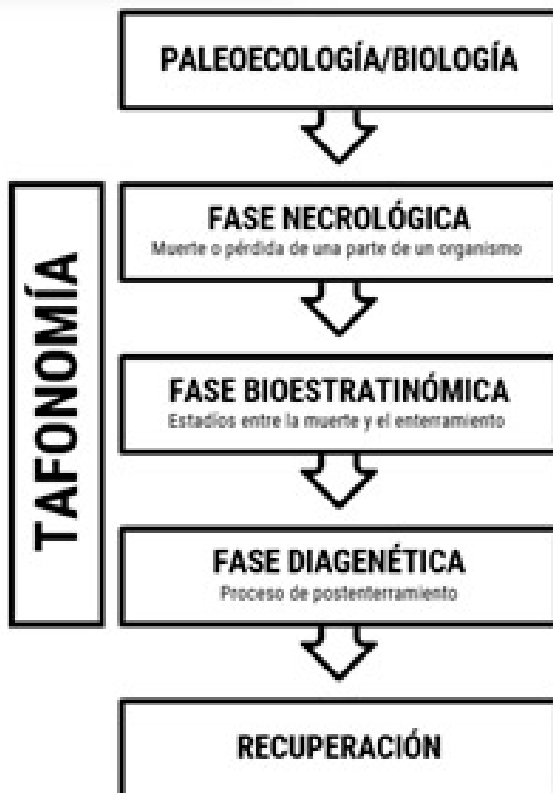 PALEOECOLOGÍA/BIOLOGÍA
TAFONOMÍA
FASE NECROLÓGICA
Muerte o pérdida de una parte de un organismo
FASE BIOESTRATINÓMICA
Estadíos entre la muerte y el enterramiento
FASE DIAGENÉTICA
Proceso de postenterramiento
RECUPERACIÓN